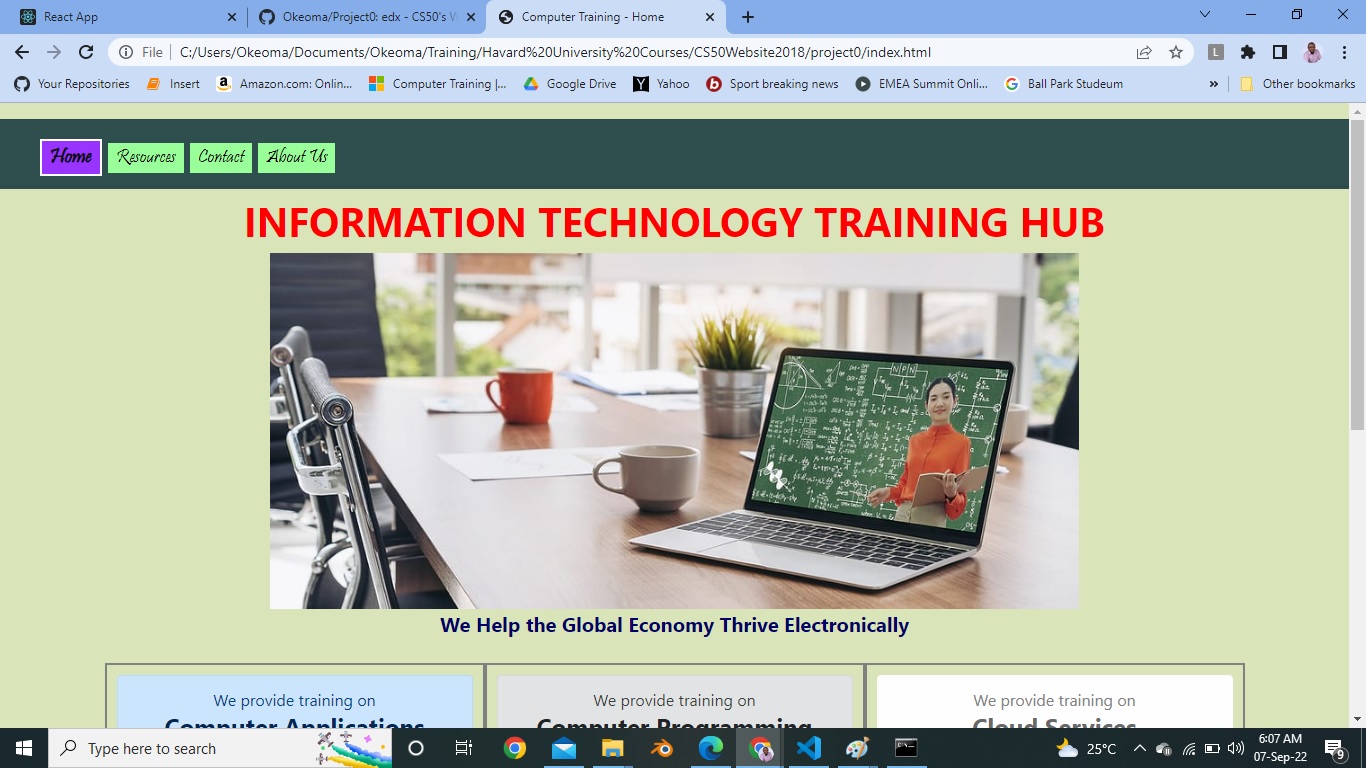 React App
Okeoma/Project0: edx - CS50's W
Computer Training - Home
File
C:/Users/Okeoma/Documents/Okeoma/Training/Havard%20University%20Courses/CS50Website2018/project0/index.html
L
Your Repositories
Insert
Amazon.com: Onlin...
Computer Training |...
Google Drive
Yahoo
Sport breaking news
EMEA Summit Onli...
Ball Park Studeum
»
Other bookmarks
Home
Resources
Contact
About Us
INFORMATION TECHNOLOGY TRAINING HUB
NPN
We Help the Global Economy Thrive Electronically
We provide training on
Computer Applications
We provide training on
Computer Programming
We provide training on
Cloud Services
Type here to search
25°C
6:07 AM
07-Sep-22
9